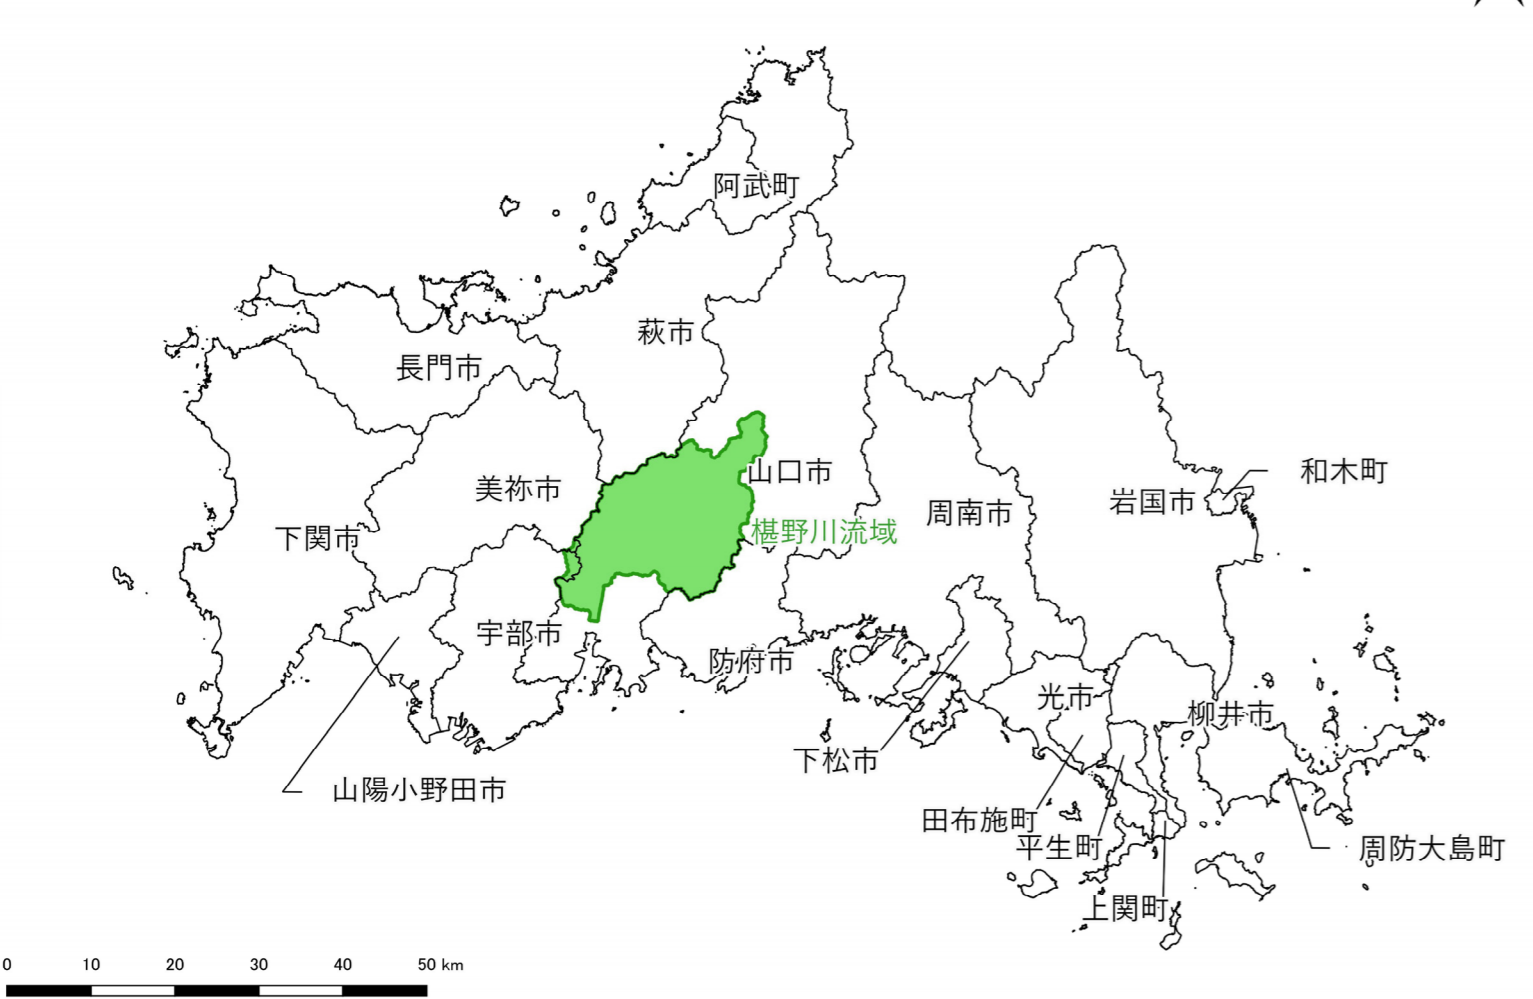 阿武町
萩市
長門市
山口市
和木町
美祢市
岩国市
周南市
椹野川流域
下関市
宇部市
防府市
光市
柳井市
下松市
山陽小野田市
田布施町
平生町
周防大島町
上関町
0 10 20 30 40 50 km